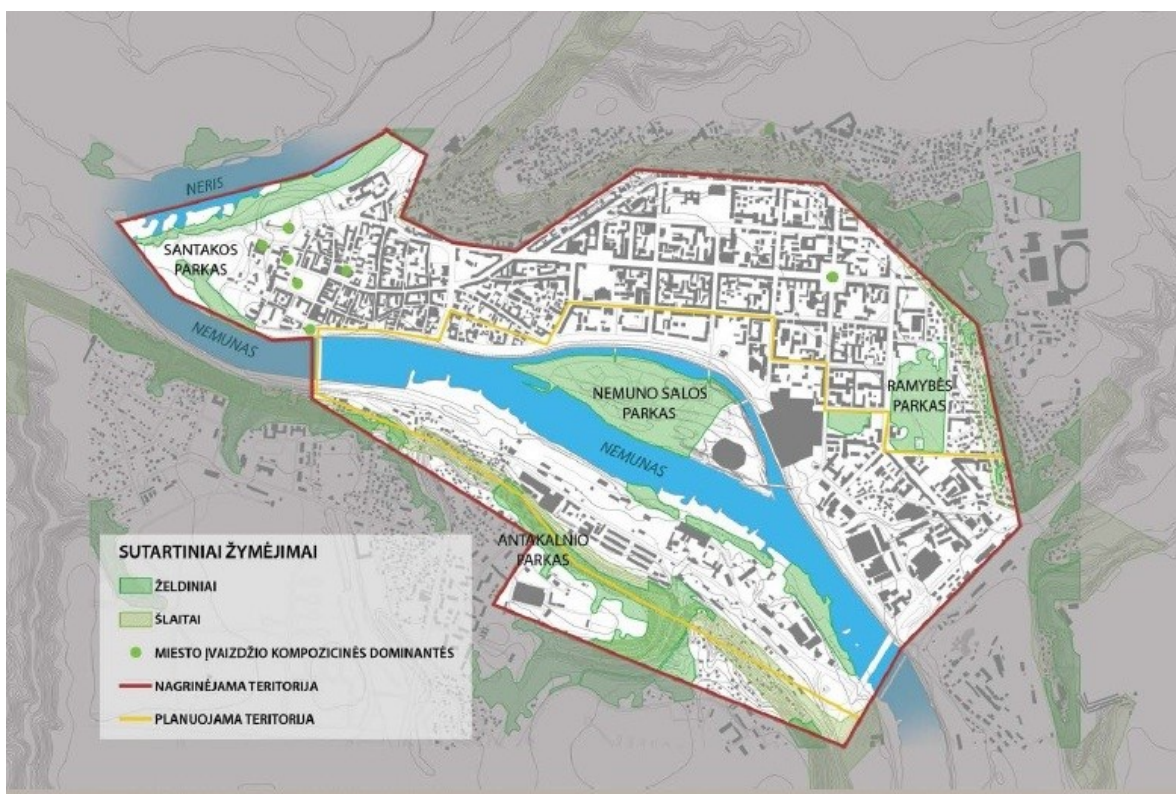 NERIS
SANTAKOS
PARKAS
NEMUNAS
NEMUNO SALOS
PARKAS
RAMYBĖS
PARKAS
NEMUNAS
ANTAKALNIO
PARKAS
SUTARTINIAI ŽYMĖJIMAI
ŽELDINIAI
ŠLAITAI
MIESTO ĮVAIZDŽIO KOMPOZICINĖS DOMINANTĖS
NAGRINĖJAMA TERITORIJA
PLANUOJAMA TERITORIJA